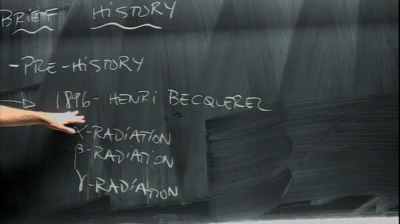 BRIEF HISTORY
- PRE-HISTORY
▷ 1896 - HENRI BECQUEREL
α-RADIATION
β-RADIATION
γ-RADIATION